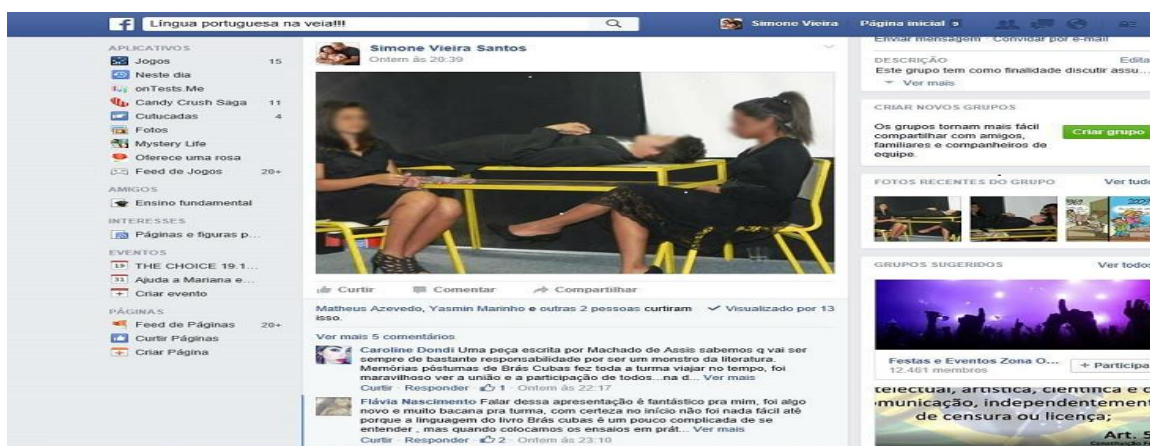 Língua portuguesa na veia!!!
Simone Vieira
Página inicial 9
APLICATIVOS
Jogos 15
Neste dia
onTests.Me
Candy Crush Saga 11
Cutucadas 4
Fotos
Mystery Life
Oferece uma rosa
Feed de Jogos 20+
AMIGOS
Ensino fundamental
INTERESSES
Páginas e figuras p...
EVENTOS
THE CHOICE 19.1...
Ajuda a Mariana e...
Criar evento
PÁGINAS
Feed de Páginas 20+
Curtir Páginas
Criar Página
Simone Vieira Santos
Ontem às 20:39
Curtir Comentar Compartilhar
Matheus Azevedo, Yasmin Marinho e outras 2 pessoas curtiram isso.
Visualizado por 13
Ver mais 5 comentários
Caroline Dondi Uma peça escrita por Machado de Assis sabemos q vai ser
sempre de bastante responsabilidade por ser um monstro da literatura.
Memórias póstumas de Brás Cubas fez toda a turma viajar no tempo, foi
maravilhoso ver a união e a participação de todos...na d... Ver mais
Curtir · Responder · 1 · Ontem às 22:17
Flávia Nascimento Falar dessa apresentação é fantástico pra mim, foi algo
novo e muito bacana pra turma, com certeza no início não foi nada fácil até
porque a linguagem do livro Brás cubas é um pouco complicada de se
entender , mas quando colocamos os ensaios em prát... Ver mais
Curtir · Responder · 2 · Ontem às 23:10
Enviar mensagem · Convidar por e-mail
DESCRIÇÃO Edita
Este grupo tem como finalidade discutir assu...
Ver mais
CRIAR NOVOS GRUPOS
Os grupos tornam mais fácil
compartilhar com amigos,
familiares e companheiros de
equipe.
Criar grupo
FOTOS RECENTES DO GRUPO Ver tudo
GRUPOS SUGERIDOS Ver todos
Festas e Eventos Zona O...
12.461 membros
+ Participa
telectual, artística, científica e c
municação, independentement
de censura ou licença;
Art. 5